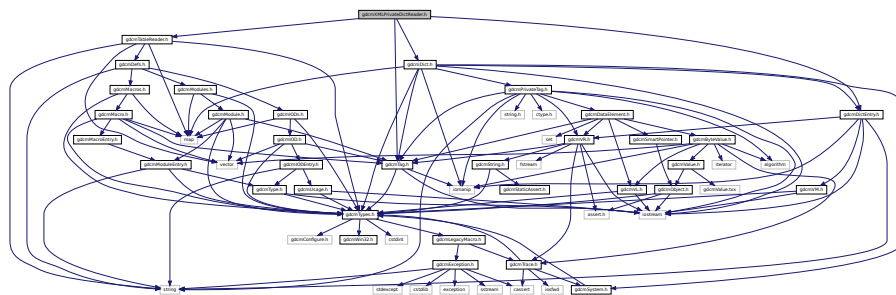 gdcmXMLPrivateDictReader.h
gdcmTableReader.h
gdcmDefs.h
gdcmDict.h
gdcmMacros.h
gdcmModules.h
gdcmPrivateTag.h
gdcmMacro.h
gdcmModule.h
gdcmIODs.h
string.h
ctype.h
gdcmDataElement.h
gdcmDictEntry.h
gdcmMacroEntry.h
map
gdcmIOD.h
set
gdcmVR.h
gdcmSmartPointer.h
gdcmByteValue.h
gdcmModuleEntry.h
vector
gdcmIODEntry.h
gdcmTag.h
gdcmString.h
fstream
gdcmValue.h
iterator
algorithm
gdcmType.h
gdcmUsage.h
iomanip
gdcmStaticAssert.h
gdcmVL.h
gdcmObject.h
gdcmValue.txx
gdcmVM.h
gdcmTypes.h
assert.h
iostream
gdcmConfigure.h
gdcmWin32.h
cstdint
gdcmLegacyMacro.h
gdcmException.h
gdcmTrace.h
string
stdexcept
cstdlib
exception
sstream
cassert
iosfwd
gdcmSystem.h